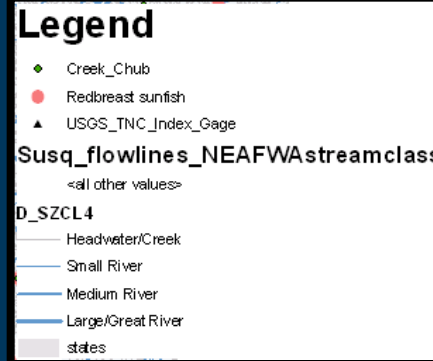 Legend
Creek_Chub
Redbreast sunfish
USGS_TNC_Index_Gage
Susq_flowlines_NEAFWAstreamclass
<all other values>
D_SZCL4
Headwater/Creek
Small River
Medium River
Large/Great River
states